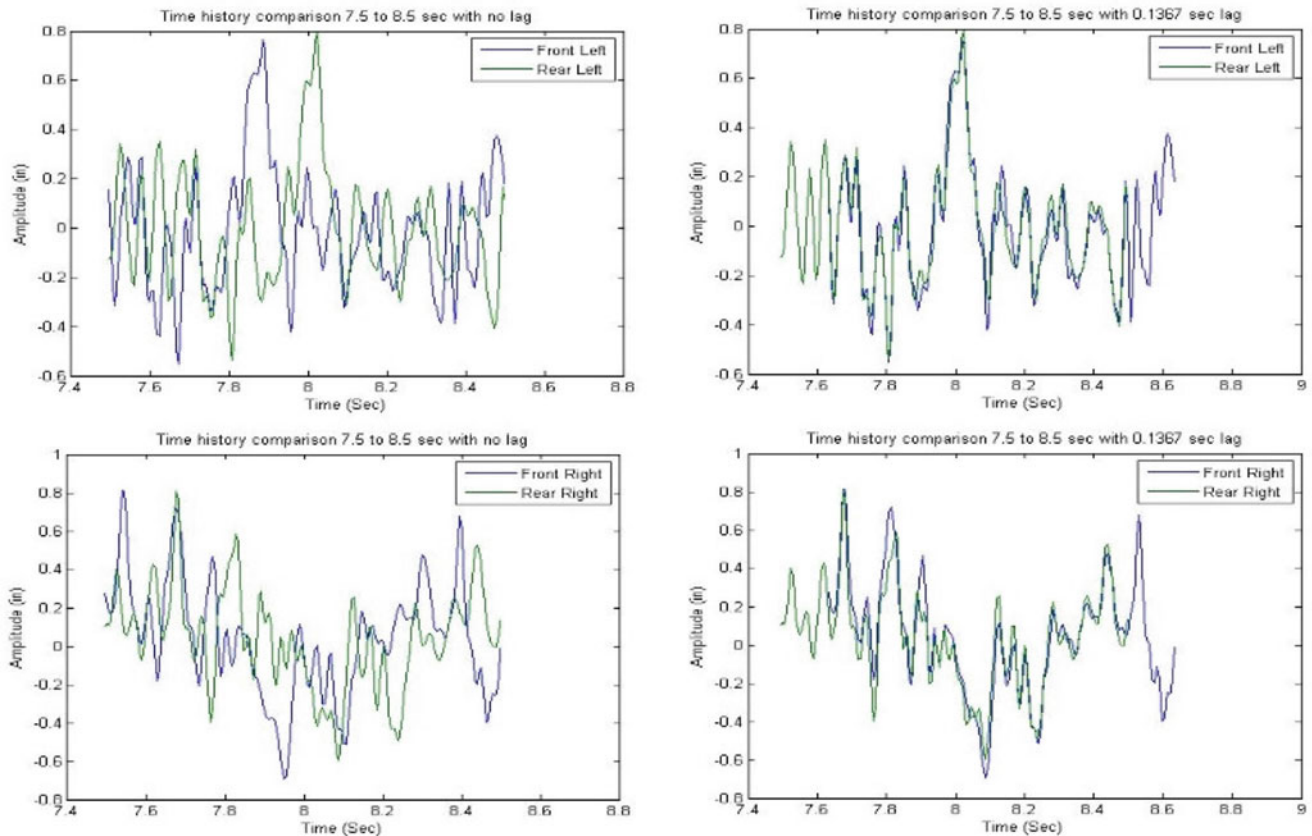 Time history comparison 7.5 to 8.5 sec with no lag
Front Left
Rear Left
Amplitude (in)
0.8
0.6
0.4
0.2
0
-0.2
-0.4
-0.6
7.4 7.6 7.8 8 8.2 8.4 8.6 8.8
Time (Sec)
Time history comparison 7.5 to 8.5 sec with 0.1367 sec lag
Front Left
Rear Left
Amplitude (in)
0.8
0.6
0.4
0.2
0
-0.2
-0.4
-0.6
7.4 7.6 7.8 8 8.2 8.4 8.6 8.8 9
Time (Sec)
Time history comparison 7.5 to 8.5 sec with no lag
Front Right
Rear Right
Amplitude (in)
1
0.8
0.6
0.4
0.2
0
-0.2
-0.4
-0.6
-0.8
7.4 7.6 7.8 8 8.2 8.4 8.6 8.8
Time (Sec)
Time history comparison 7.5 to 8.5 sec with 0.1367 sec lag
Front Right
Rear Right
Amplitude (in)
1
0.8
0.6
0.4
0.2
0
-0.2
-0.4
-0.6
-0.8
7.4 7.6 7.8 8 8.2 8.4 8.6 8.8 9
Time (Sec)